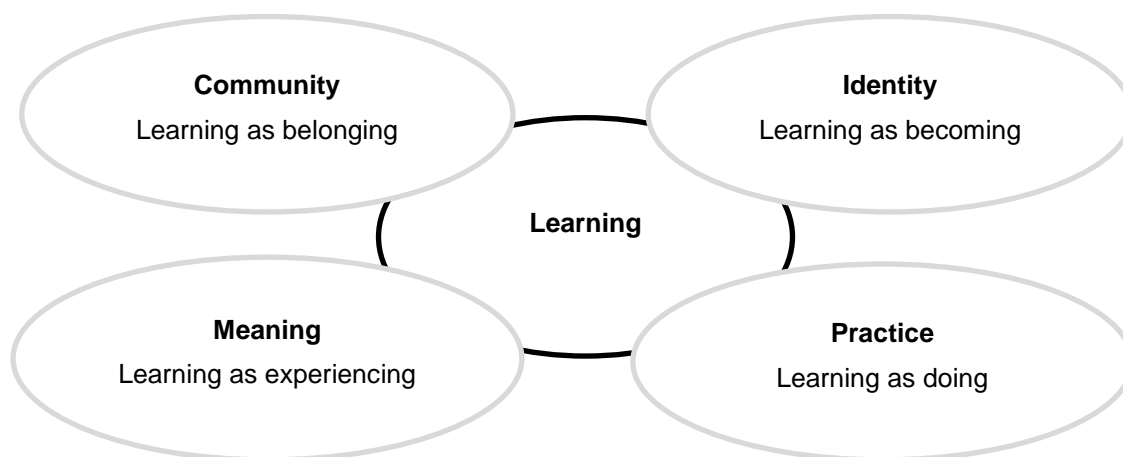 Community
Learning as belonging
Identity
Learning as becoming
Learning
Meaning
Learning as experiencing
Practice
Learning as doing